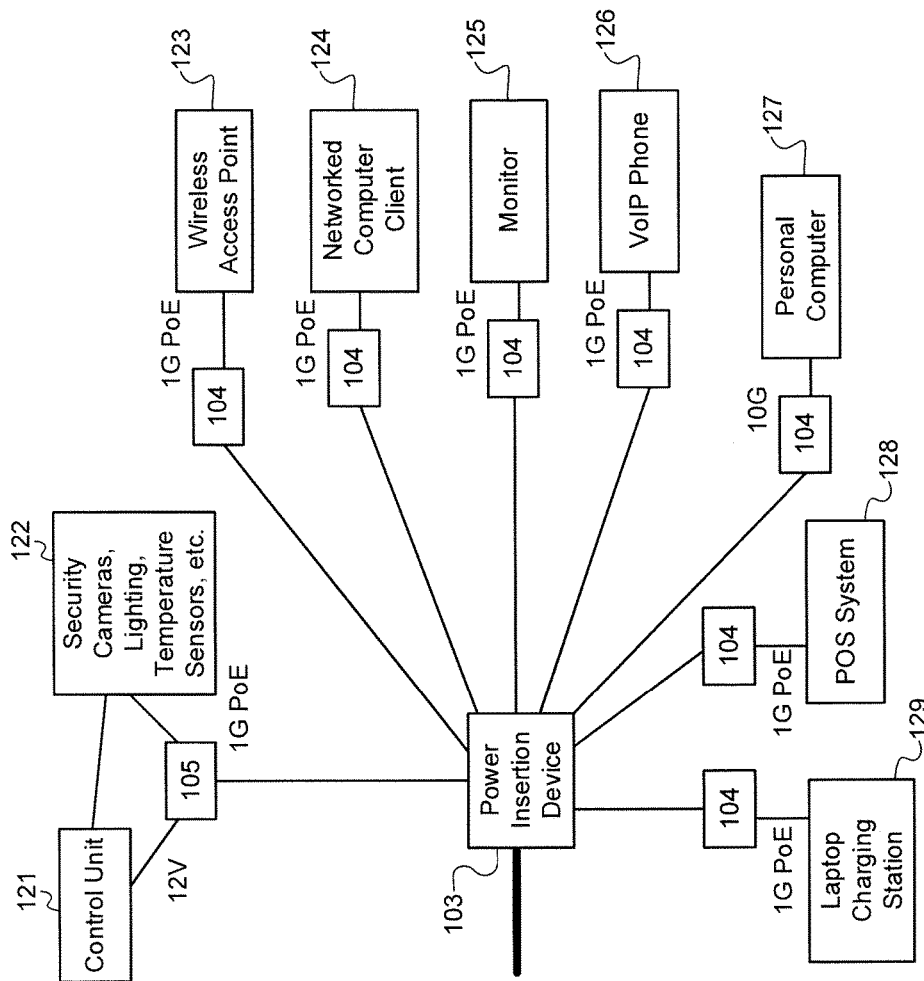 121
Control Unit
12V
122
Security
Cameras,
Lighting,
Temperature
Sensors, etc.
105
1G PoE
123
Wireless
Access Point
1G PoE
104
124
Networked
Computer
Client
1G PoE
104
125
Monitor
1G PoE
104
126
VoIP Phone
1G PoE
104
127
Personal
Computer
10G
104
128
POS System
1G PoE
104
129
Laptop
Charging
Station
1G PoE
104
103
Power
Insertion
Device